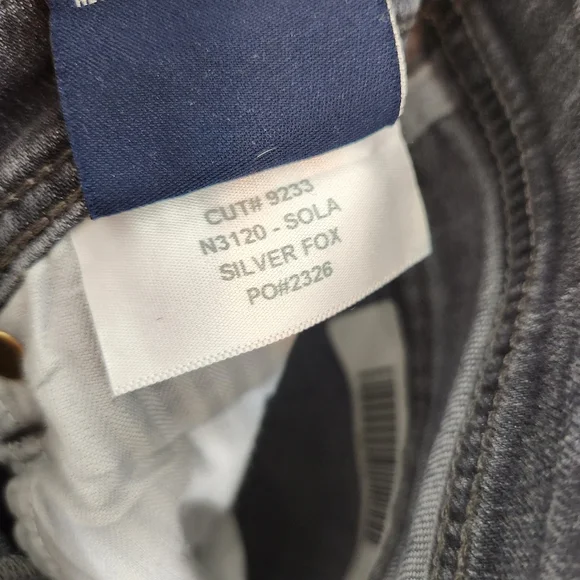 CUT# 9233
N3120 - SOLA
SILVER FOX
PO#2326